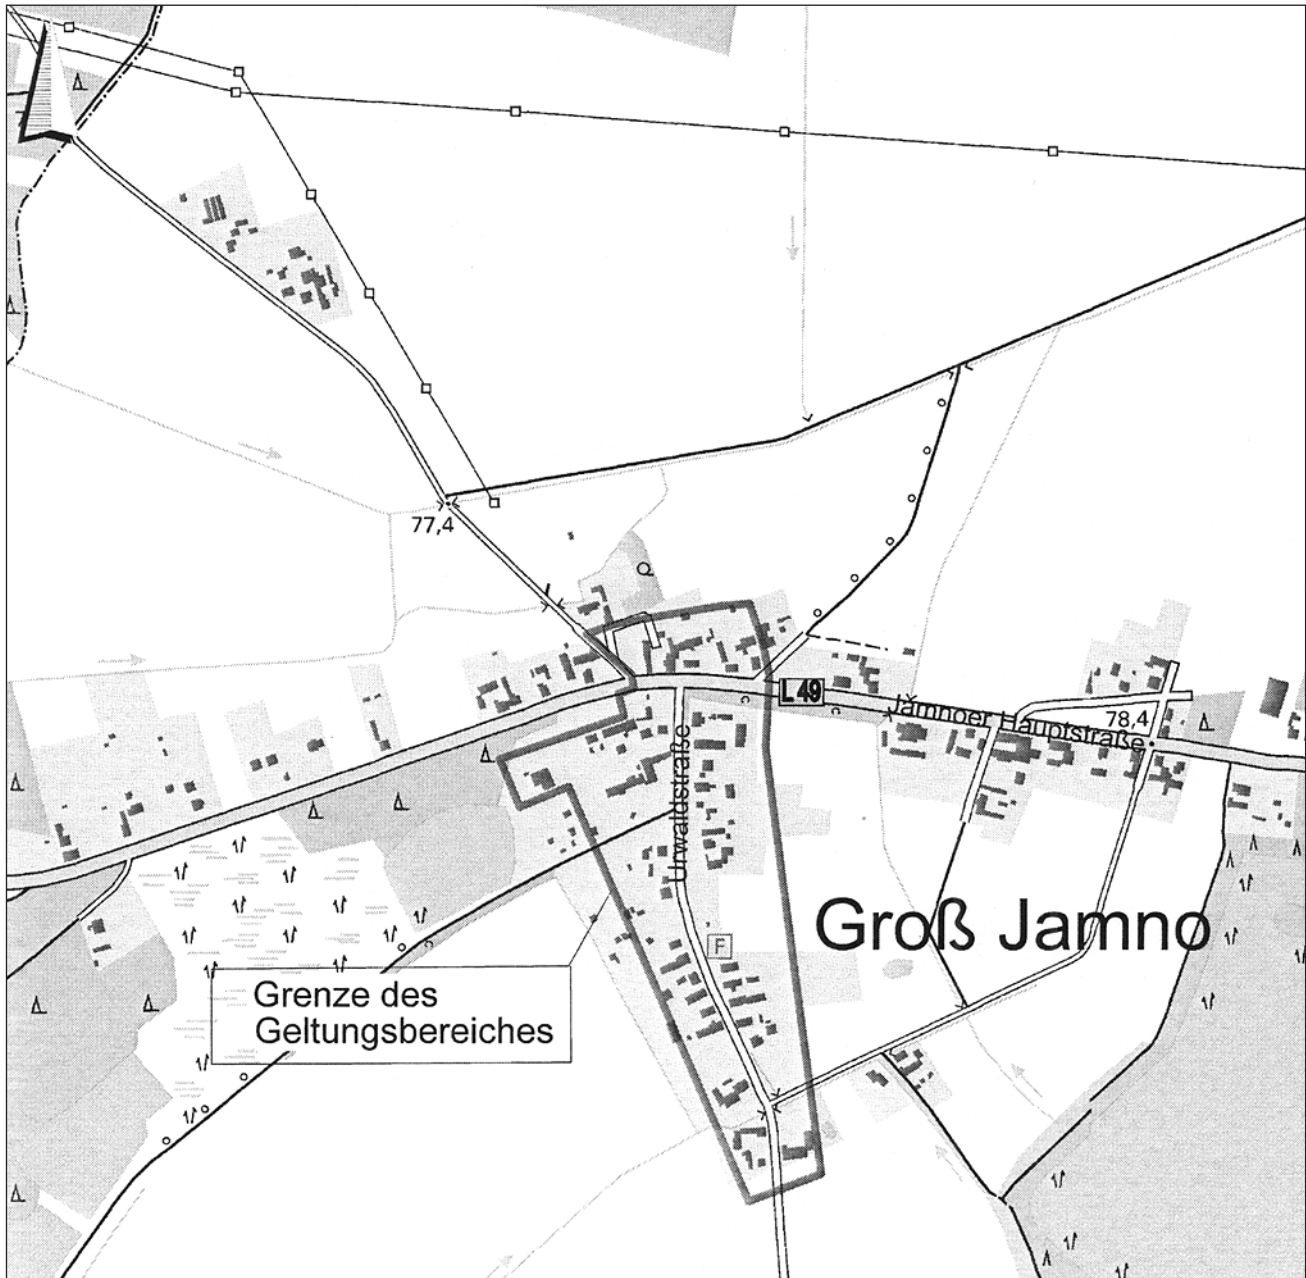 77,4
L 49
Jamnoer Hauptstraße
78,4
Urwaldstraße
F
Groß Jamno
Grenze des
Geltungsbereiches